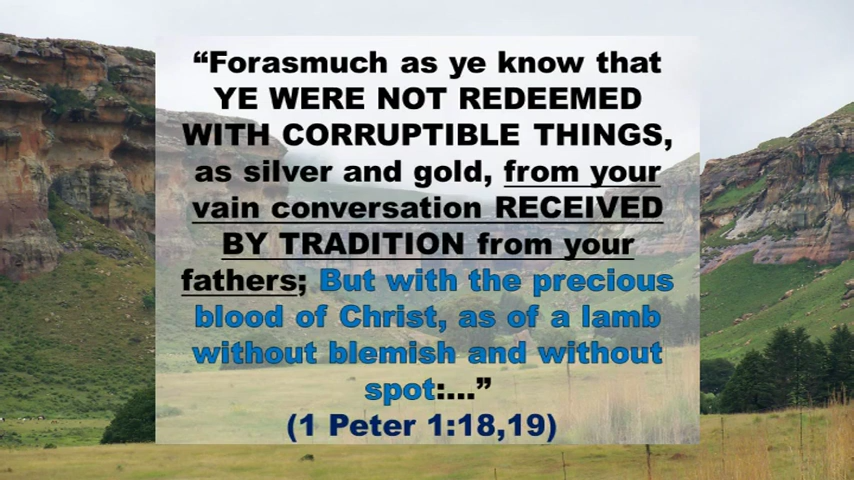 “Forasmuch as ye know that
YE WERE NOT REDEEMED
WITH CORRUPTIBLE THINGS,
as silver and gold, from your
vain conversation RECEIVED
BY TRADITION from your
fathers; But with the precious
blood of Christ, as of a lamb
without blemish and without
spot:...”
(1 Peter 1:18,19)